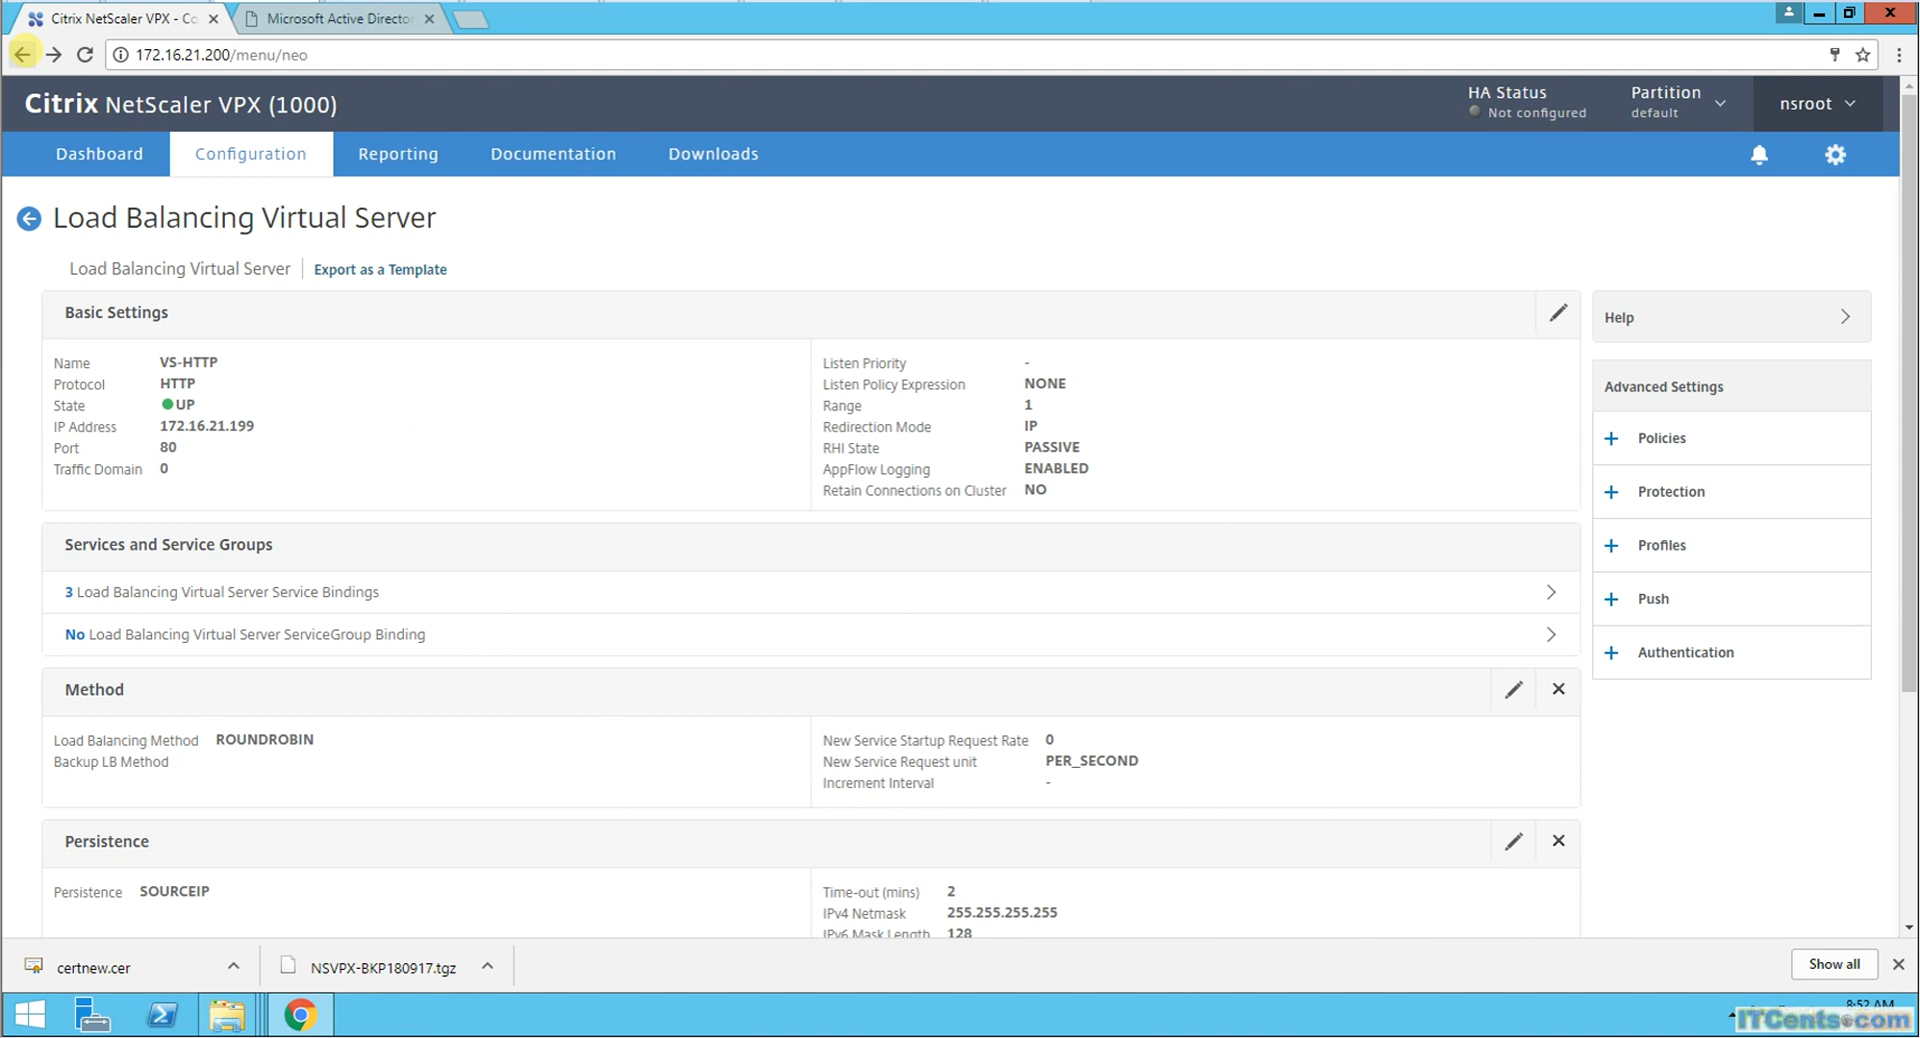 Citrix NetScaler VPX - Co
Microsoft Active Director
172.16.21.200/menu/neo
Citrix NetScaler VPX (1000)
HA Status
Not configured
Partition
default
nsroot
Dashboard
Configuration
Reporting
Documentation
Downloads
Load Balancing Virtual Server
Load Balancing Virtual Server
Export as a Template
Basic Settings
Name VS-HTTP
Protocol HTTP
State UP
IP Address 172.16.21.199
Port 80
Traffic Domain 0
Listen Priority -
Listen Policy Expression NONE
Range 1
Redirection Mode IP
RHI State PASSIVE
AppFlow Logging ENABLED
Retain Connections on Cluster NO
Help
Advanced Settings
Policies
Protection
Profiles
Push
Authentication
Services and Service Groups
3 Load Balancing Virtual Server Service Bindings
No Load Balancing Virtual Server ServiceGroup Binding
Method
Load Balancing Method ROUNDROBIN
Backup LB Method
New Service Startup Request Rate 0
New Service Request unit PER_SECOND
Increment Interval -
Persistence
Persistence SOURCEIP
Time-out (mins) 2
IPv4 Netmask 255.255.255.255
IPv6 Mask Length 128
certnew.cer
NSVPX-BKP180917.tgz
Show all
8:52 AM
ITCents.com